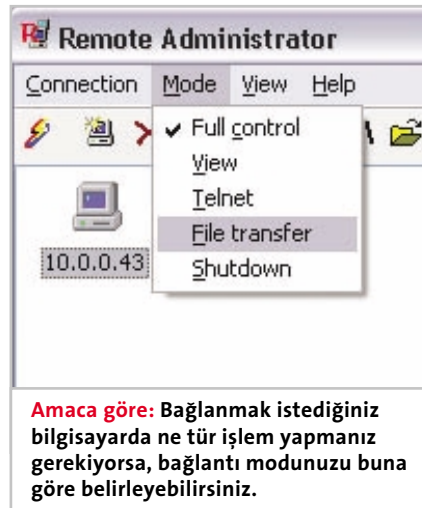 Remote Administrator
Connection Mode View Help
Full control
View
Telnet
File transfer
Shutdown
10.0.0.43
Amaca göre: Bağlanmak istediğiniz
bilgisayarda ne tür işlem yapmanız
gerekiyorsa, bağlantı modunuzu buna
göre belirleyebilirsiniz.